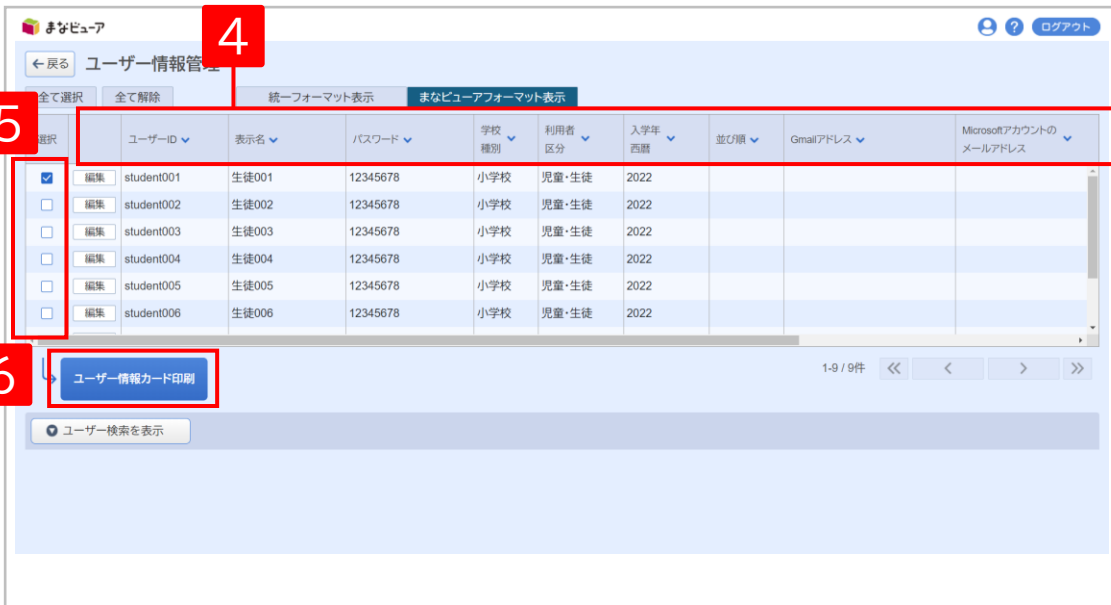 まなビューア
4
? ログアウト
←戻る ユーザー情報管理
全て選択 全て解除 統一フォーマット表示 まなビューアフォーマット表示
5
選択 ユーザーID 表示名 パスワード 学校種別 利用者区分 入学年西暦 並び順 Gmailアドレス Microsoftアカウントのメールアドレス
編集 student001 生徒001 12345678 小学校 児童・生徒 2022
編集 student002 生徒002 12345678 小学校 児童・生徒 2022
編集 student003 生徒003 12345678 小学校 児童・生徒 2022
編集 student004 生徒004 12345678 小学校 児童・生徒 2022
編集 student005 生徒005 12345678 小学校 児童・生徒 2022
編集 student006 生徒006 12345678 小学校 児童・生徒 2022
6
ユーザー情報カード印刷 1-9 / 9件
ユーザー検索を表示